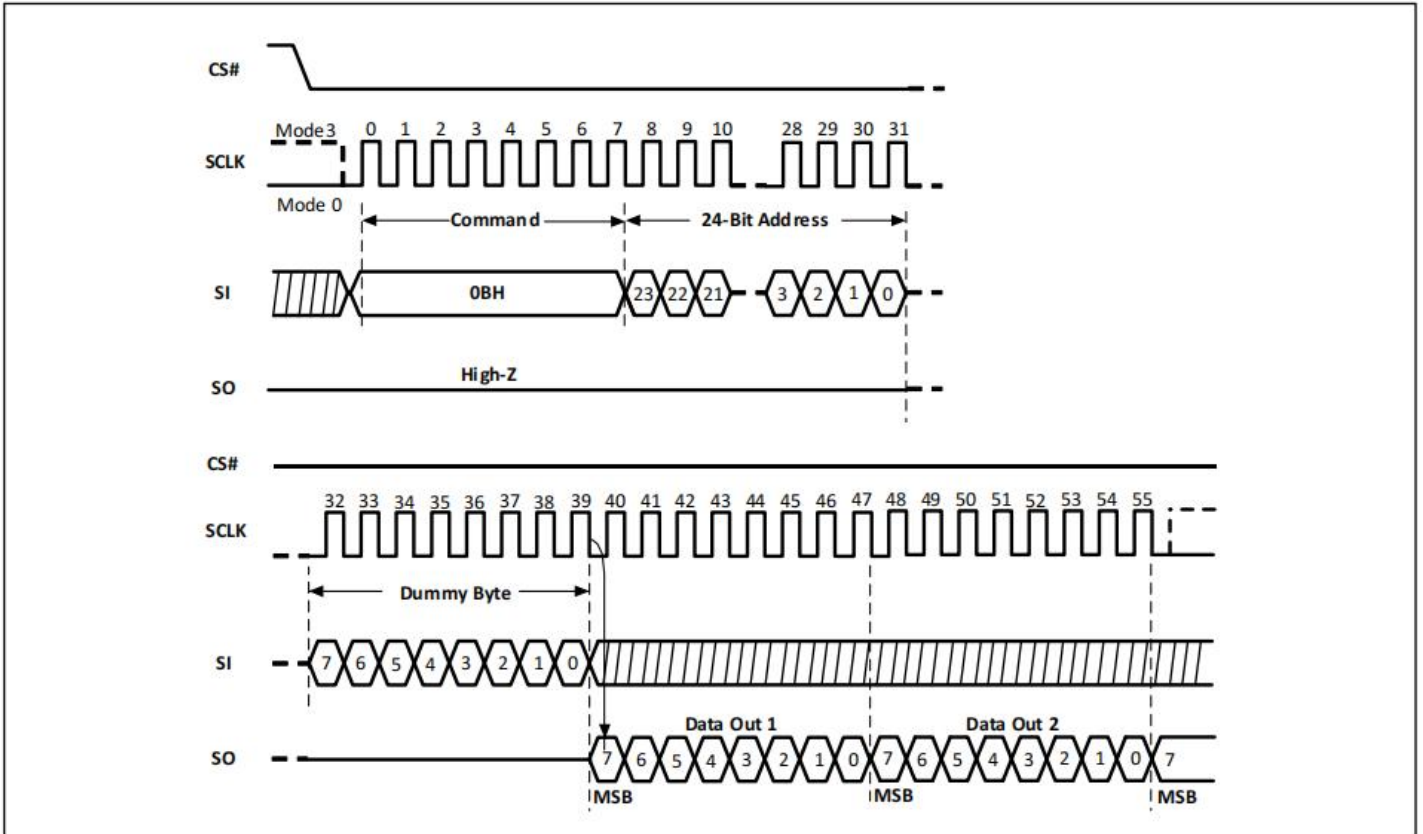 CS#
Mode3 0 1 2 3 4 5 6 7 8 9 10 28 29 30 31
SCLK
Mode 0
Command 24-Bit Address
SI 0BH 23 22 21 3 2 1 0
High-Z
SO
CS#
32 33 34 35 36 37 38 39 40 41 42 43 44 45 46 47 48 49 50 51 52 53 54 55
SCLK
Dummy Byte
SI 7 6 5 4 3 2 1 0
Data Out 1 Data Out 2
SO 7 6 5 4 3 2 1 0 7 6 5 4 3 2 1 0 7
MSB MSB MSB